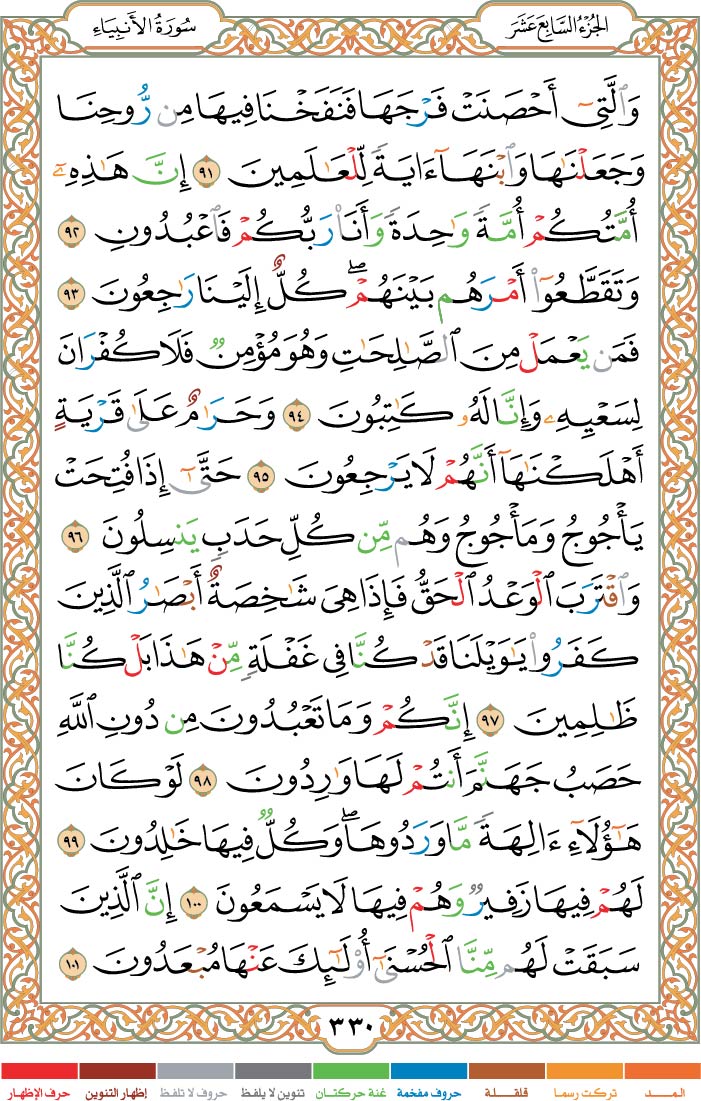 سُورَةُ الأَنبِيَاءِ
الجُزْءُ السَّابِعَ عَشَرَ
وَٱلَّتِىٓ أَحْصَنَتْ فَرْجَهَا فَنَفَخْنَا فِيهَا مِن رُّوحِنَا
وَجَعَلْنَٰهَا وَٱبْنَهَآ ءَايَةً لِّلْعَٰلَمِينَ ٩١ إِنَّ هَٰذِهِۦٓ
أُمَّتُكُمْ أُمَّةً وَٰحِدَةً وَأَنَا۠ رَبُّكُمْ فَٱعْبُدُونِ ٩٢
وَتَقَطَّعُوٓا۟ أَمْرَهُم بَيْنَهُمْ ۖ كُلٌّ إِلَيْنَا رَٰجِعُونَ ٩٣
فَمَن يَعْمَلْ مِنَ ٱلصَّٰلِحَٰتِ وَهُوَ مُؤْمِنٌ فَلَا كُفْرَانَ
لِسَعْيِهِۦ وَإِنَّا لَهُۥ كَٰتِبُونَ ٩٤ وَحَرَٰمٌ عَلَىٰ قَرْيَةٍ
أَهْلَكْنَٰهَآ أَنَّهُمْ لَا يَرْجِعُونَ ٩٥ حَتَّىٰٓ إِذَا فُتِحَتْ
يَأْجُوجُ وَمَأْجُوجُ وَهُم مِّن كُلِّ حَدَبٍ يَنسِلُونَ ٩٦
وَٱقْتَرَبَ ٱلْوَعْدُ ٱلْحَقُّ فَإِذَا هِىَ شَٰخِصَةٌ أَبْصَٰرُ ٱلَّذِينَ
كَفَرُوا۟ يَٰوَيْلَنَا قَدْ كُنَّا فِى غَفْلَةٍ مِّنْ هَٰذَا بَلْ كُنَّا
ظَٰلِمِينَ ٩٧ إِنَّكُمْ وَمَا تَعْبُدُونَ مِن دُونِ ٱللَّهِ
حَصَبُ جَهَنَّمَ أَنتُمْ لَهَا وَٰرِدُونَ ٩٨ لَوْ كَانَ
هَٰٓؤُلَآءِ ءَالِهَةً مَّا وَرَدُوهَا ۖ وَكُلٌّ فِيهَا خَٰلِدُونَ ٩٩
لَهُمْ فِيهَا زَفِيرٌ وَهُمْ فِيهَا لَا يَسْمَعُونَ ١٠٠ إِنَّ ٱلَّذِينَ
سَبَقَتْ لَهُم مِّنَّا ٱلْحُسْنَىٰٓ أُو۟لَٰٓئِكَ عَنْهَا مُبْعَدُونَ ١٠١
٣٣٠
المـــد تركت رسما قلقـــلة حروف مفخمة غنة حركتان تنوين لا يلفظ حروف لا تلفظ إظهار التنوين حرف الإظهار